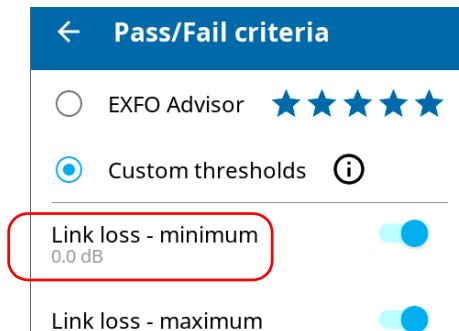 Pass/Fail criteria
EXFO Advisor
Custom thresholds
Link loss - minimum
0.0 dB
Link loss - maximum